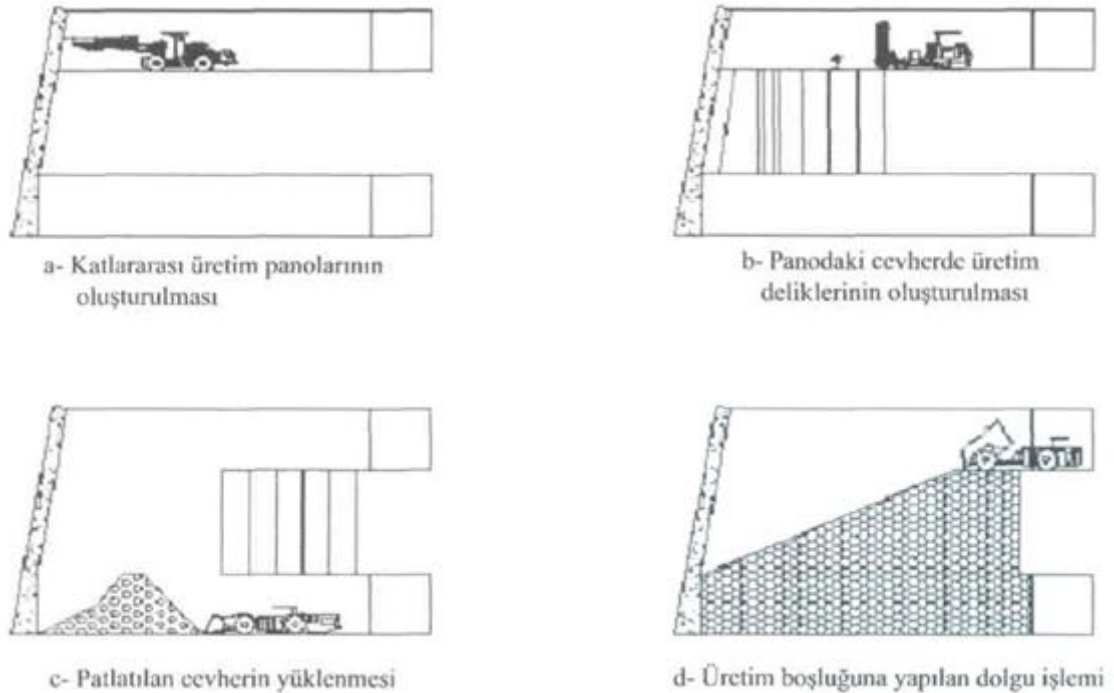 a- Katlararası üretim panolarının
oluşturulması
b- Panodaki cevherde üretim
deliklerinin oluşturulması
c- Patlatılan cevherin yüklenmesi
d- Üretim boşluğuna yapılan dolgu işlemi